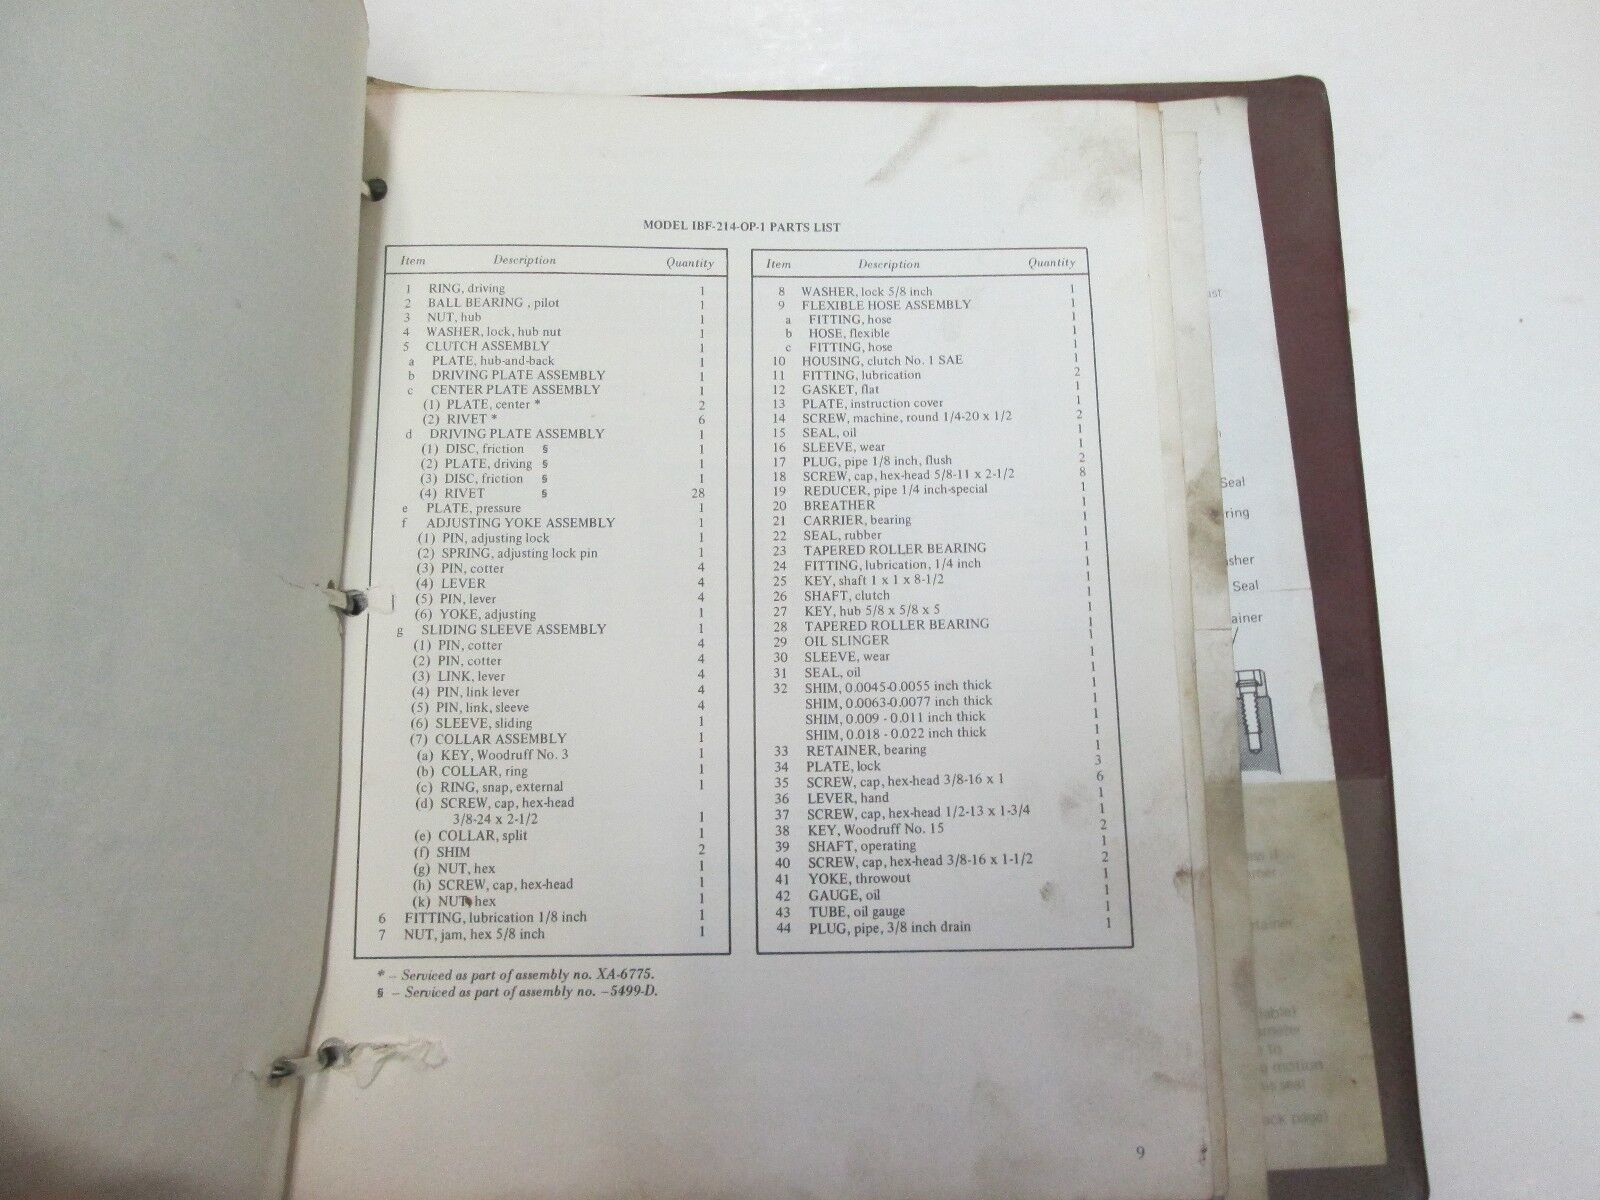 MODEL IBF-214-OP-1 PARTS LIST
Item Description Quantity
1 RING, driving 1
2 BALL BEARING , pilot 1
3 NUT, hub 1
4 WASHER, lock, hub nut 1
5 CLUTCH ASSEMBLY 1
a PLATE, hub-and-back 1
b DRIVING PLATE ASSEMBLY 1
c CENTER PLATE ASSEMBLY 1
(1) PLATE, center * 2
(2) RIVET * 6
d DRIVING PLATE ASSEMBLY 1
(1) DISC, friction § 1
(2) PLATE, driving § 1
(3) DISC, friction § 1
(4) RIVET § 28
e PLATE, pressure 1
f ADJUSTING YOKE ASSEMBLY 1
(1) PIN, adjusting lock 1
(2) SPRING, adjusting lock pin 1
(3) PIN, cotter 4
(4) LEVER 4
(5) PIN, lever 4
(6) YOKE, adjusting 1
g SLIDING SLEEVE ASSEMBLY 1
(1) PIN, cotter 4
(2) PIN, cotter 4
(3) LINK, lever 4
(4) PIN, link lever 4
(5) PIN, link, sleeve 4
(6) SLEEVE, sliding 1
(7) COLLAR ASSEMBLY 1
(a) KEY, Woodruff No. 3 1
(b) COLLAR, ring 1
(c) RING, snap, external 1
(d) SCREW, cap, hex-head
3/8-24 x 2-1/2 1
(e) COLLAR, split 1
(f) SHIM 2
(g) NUT, hex 1
(h) SCREW, cap, hex-head 1
(k) NUT, hex 1
6 FITTING, lubrication 1/8 inch 1
7 NUT, jam, hex 5/8 inch 1
Item Description Quantity
8 WASHER, lock 5/8 inch 1
9 FLEXIBLE HOSE ASSEMBLY 1
a FITTING, hose 1
b HOSE, flexible 1
c FITTING, hose 1
10 HOUSING, clutch No. 1 SAE 1
11 FITTING, lubrication 2
12 GASKET, flat 1
13 PLATE, instruction cover 1
14 SCREW, machine, round 1/4-20 x 1/2 2
15 SEAL, oil 1
16 SLEEVE, wear 1
17 PLUG, pipe 1/8 inch, flush 2
18 SCREW, cap, hex-head 5/8-11 x 2-1/2 8
19 REDUCER, pipe 1/4 inch-special 1
20 BREATHER 1
21 CARRIER, bearing 1
22 SEAL, rubber 1
23 TAPERED ROLLER BEARING 1
24 FITTING, lubrication, 1/4 inch 1
25 KEY, shaft 1 x 1 x 8-1/2 1
26 SHAFT, clutch 1
27 KEY, hub 5/8 x 5/8 x 5 1
28 TAPERED ROLLER BEARING 1
29 OIL SLINGER 1
30 SLEEVE, wear 1
31 SEAL, oil 1
32 SHIM, 0.0045-0.0055 inch thick 1
SHIM, 0.0063-0.0077 inch thick 1
SHIM, 0.009 - 0.011 inch thick 1
SHIM, 0.018 - 0.022 inch thick 1
33 RETAINER, bearing 1
34 PLATE, lock 3
35 SCREW, cap, hex-head 3/8-16 x 1 6
36 LEVER, hand 1
37 SCREW, cap, hex-head 1/2-13 x 1-3/4 1
38 KEY, Woodruff No. 15 2
39 SHAFT, operating 1
40 SCREW, cap, hex-head 3/8-16 x 1-1/2 2
41 YOKE, throwout 1
42 GAUGE, oil 1
43 TUBE, oil gauge 1
44 PLUG, pipe, 3/8 inch drain 1
* – Serviced as part of assembly no. XA-6775.
§ – Serviced as part of assembly no. –5499-D.
9
Seal
ring
Seal
ainer
motion